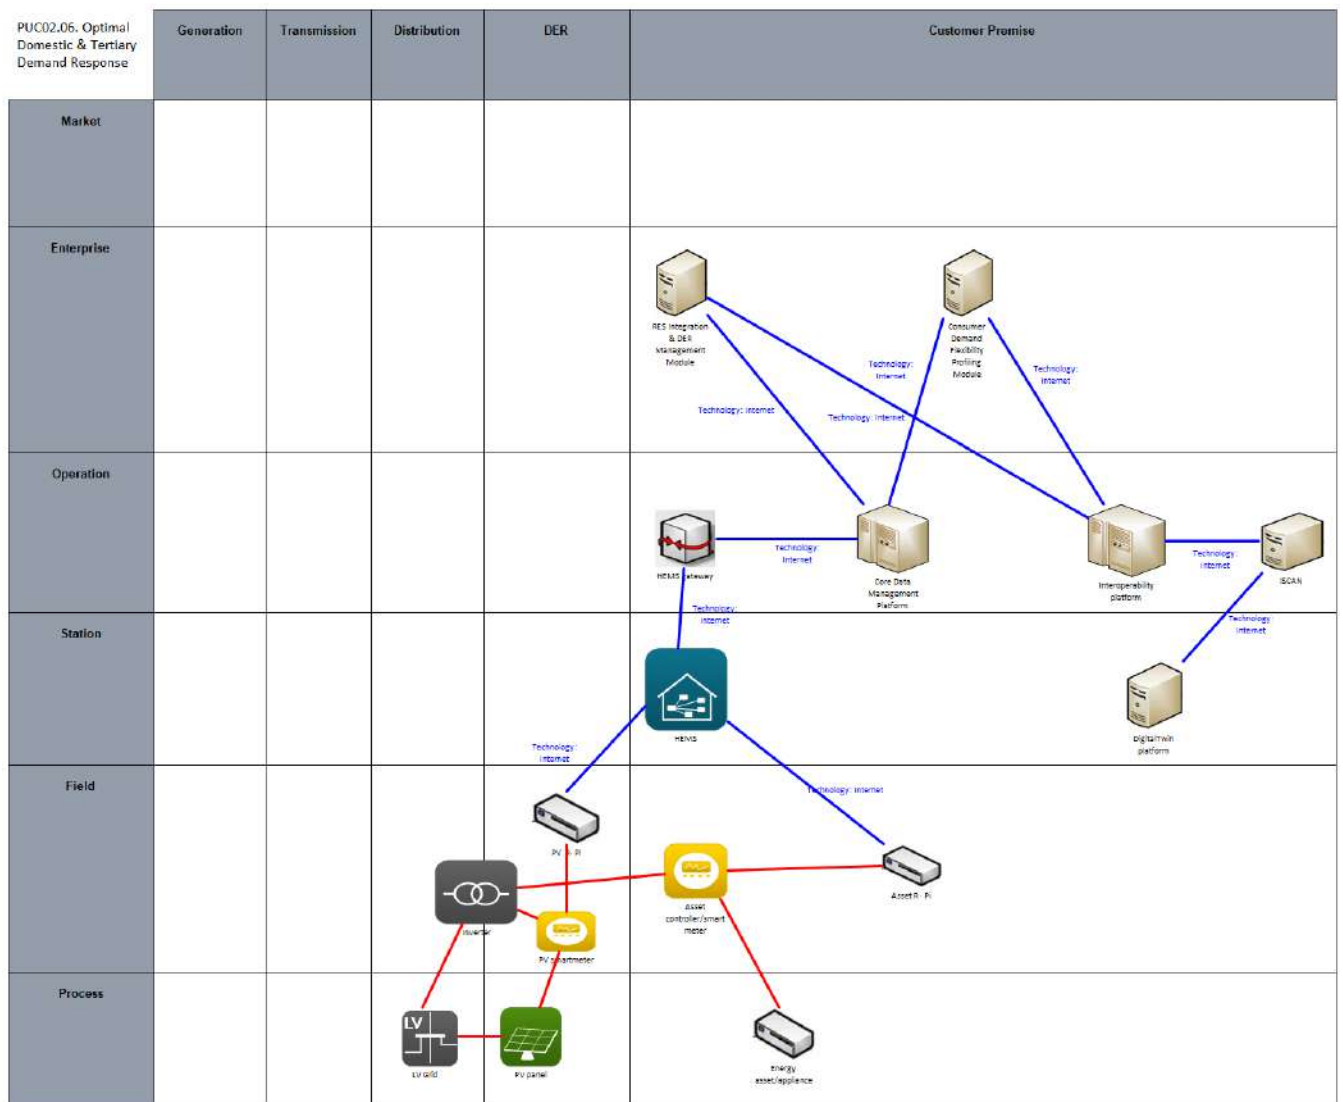 PUC02.06. Optimal
Domestic & Tertiary
Demand Response
Generation
Transmission
Distribution
DER
Customer Premise
Market
Enterprise
RES Integration
& DER
Management
Module
Consumer
Demand
Flexibility
Profiling
Module
Technology:
Internet
Technology:
Internet
Technology: Internet
Technology: Internet
Operation
HEMS gateway
Technology:
Internet
Core Data
Management
Platform
Interoperability
platform
Technology:
Internet
iSCAN
Technology:
Internet
Technology:
Internet
Station
HEMS
DigitalTwin
platform
Technology:
Internet
Field
Technology: Internet
PV R- Pi
Asset R- Pi
Asset
controller/smart
meter
Inverter
PV smartmeter
Process
LV
LV Grid
PV panel
Energy
asset/appliance